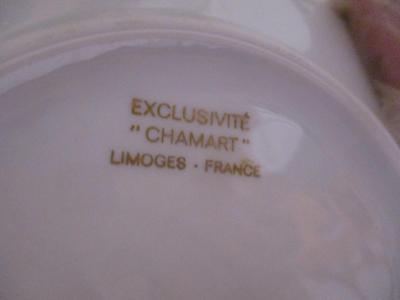 EXCLUSIVITÉ
" CHAMART "
LIMOGES · FRANCE